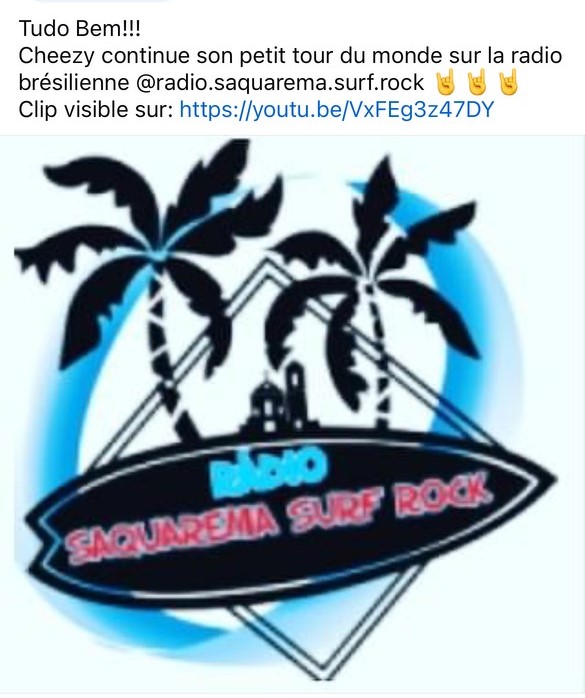 Tudo Bem!!!
Cheezy continue son petit tour du monde sur la radio
brésilienne @radio.saquarema.surf.rock 🤘🤘🤘
Clip visible sur: https://youtu.be/VxFEg3z47DY
RÁDIO
SAQUAREMA SURF ROCK